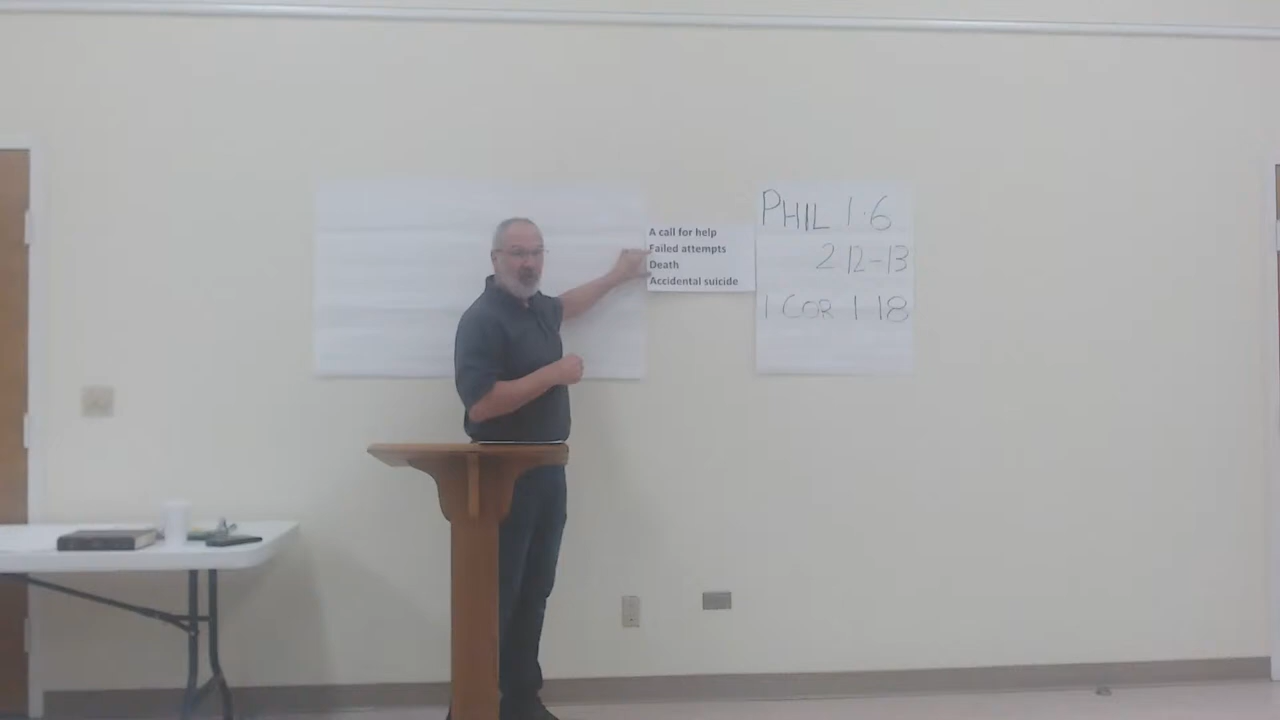 A call for help
Failed attempts
Death
Accidental suicide
PHIL 1.6
2 12-13
1 COR 1 18